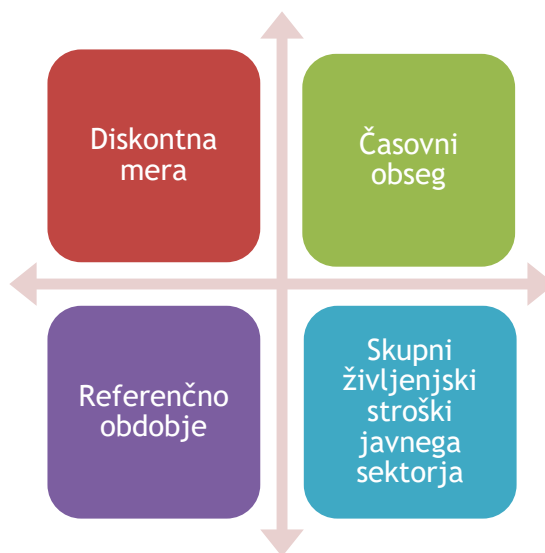 Diskontna
mera
Časovni
obseg
Referenčno
obdobje
Skupni
življenjski
stroški
javnega
sektorja